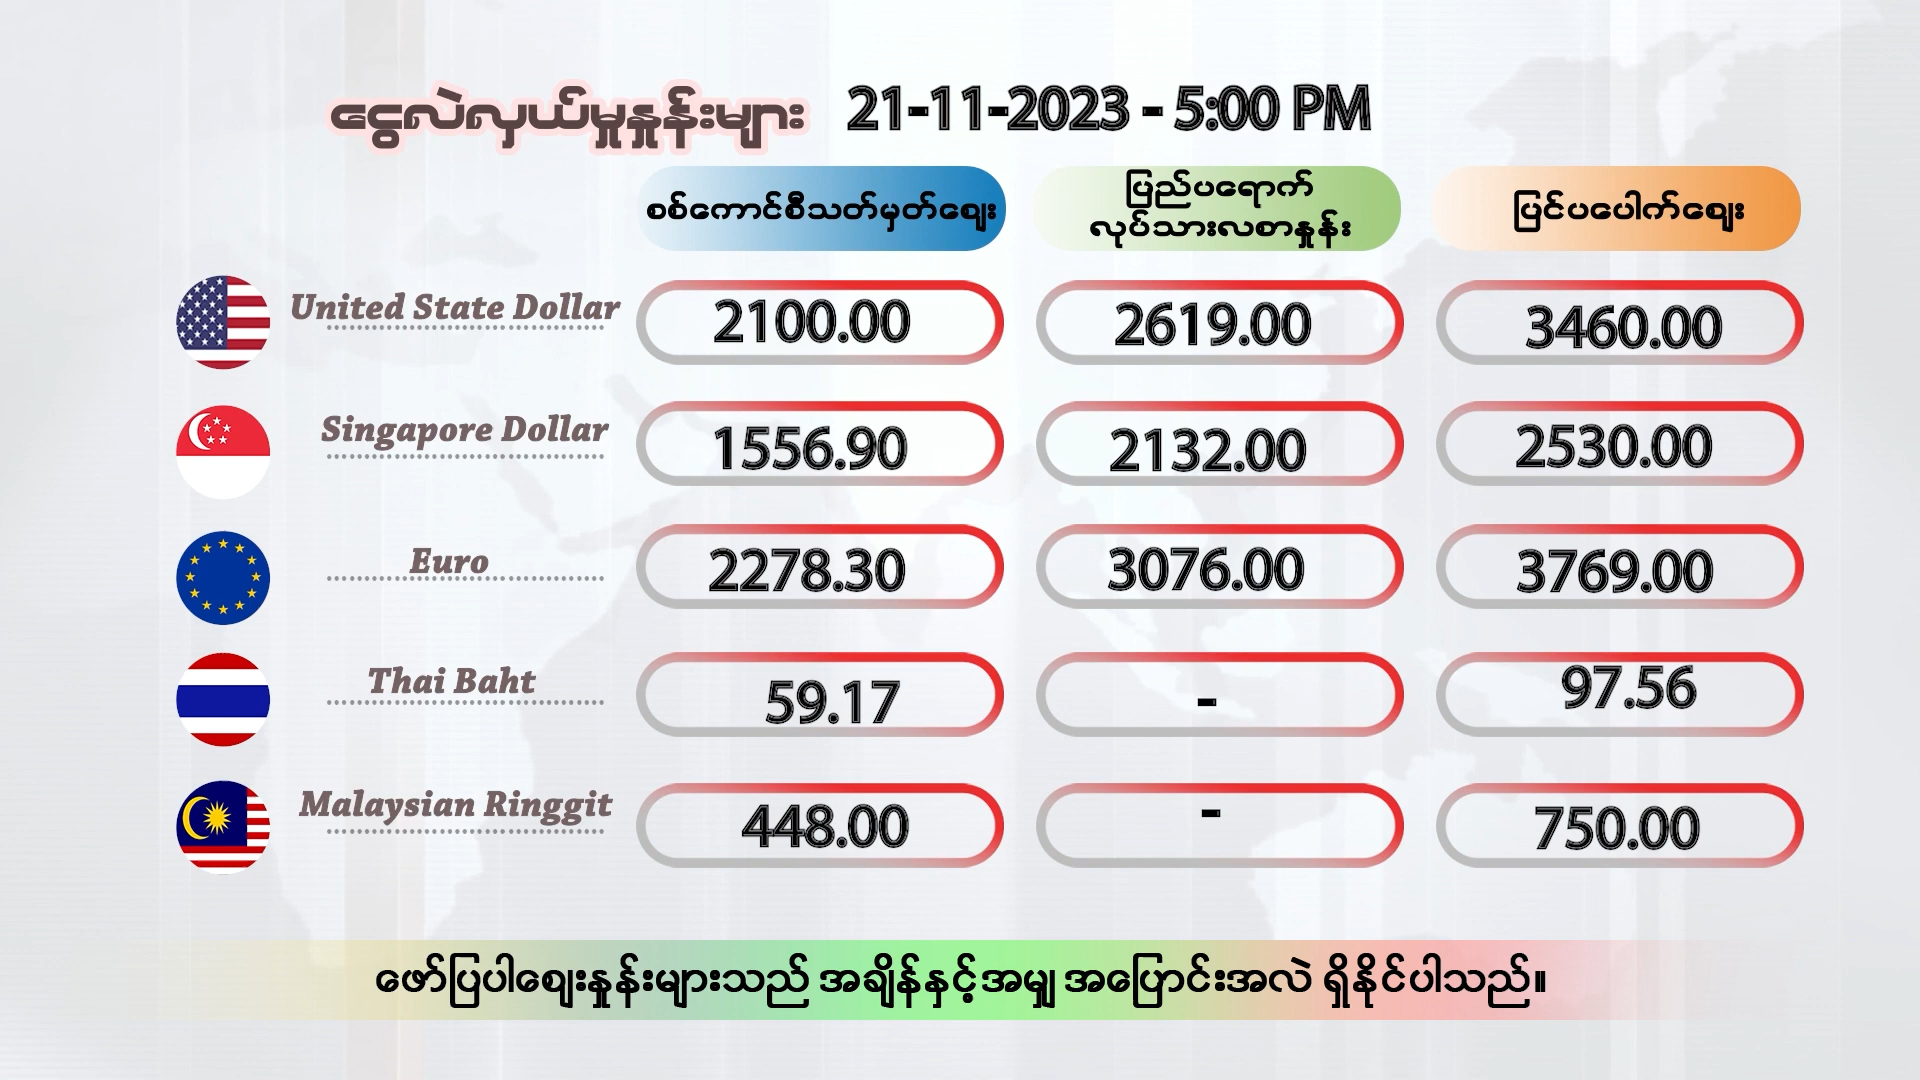 ငွေလဲလှယ်မှုနှုန်းများ 21-11-2023 - 5:00 PM
စစ်ကောင်စီသတ်မှတ်ဈေး
ပြည်ပရောက်
လုပ်သားလစာနှုန်း
ပြင်ပပေါက်ဈေး
United State Dollar 2100.00 2619.00 3460.00
Singapore Dollar 1556.90 2132.00 2530.00
Euro 2278.30 3076.00 3769.00
Thai Baht 59.17 - 97.56
Malaysian Ringgit 448.00 - 750.00
ဖော်ပြပါဈေးနှုန်းများသည် အချိန်နှင့်အမျှ အပြောင်းအလဲ ရှိနိုင်ပါသည်။